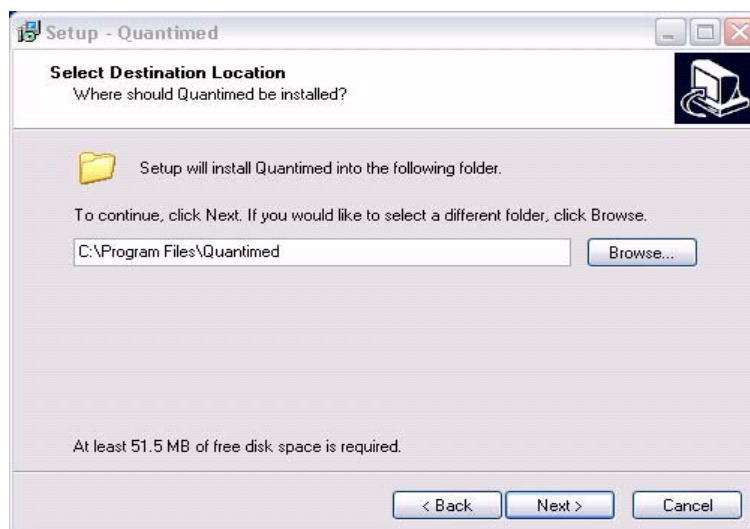 Setup - Quantimed
Select Destination Location
Where should Quantimed be installed?
Setup will install Quantimed into the following folder.
To continue, click Next. If you would like to select a different folder, click Browse.
C:\Program Files\Quantimed
Browse...
At least 51.5 MB of free disk space is required.
< Back Next > Cancel